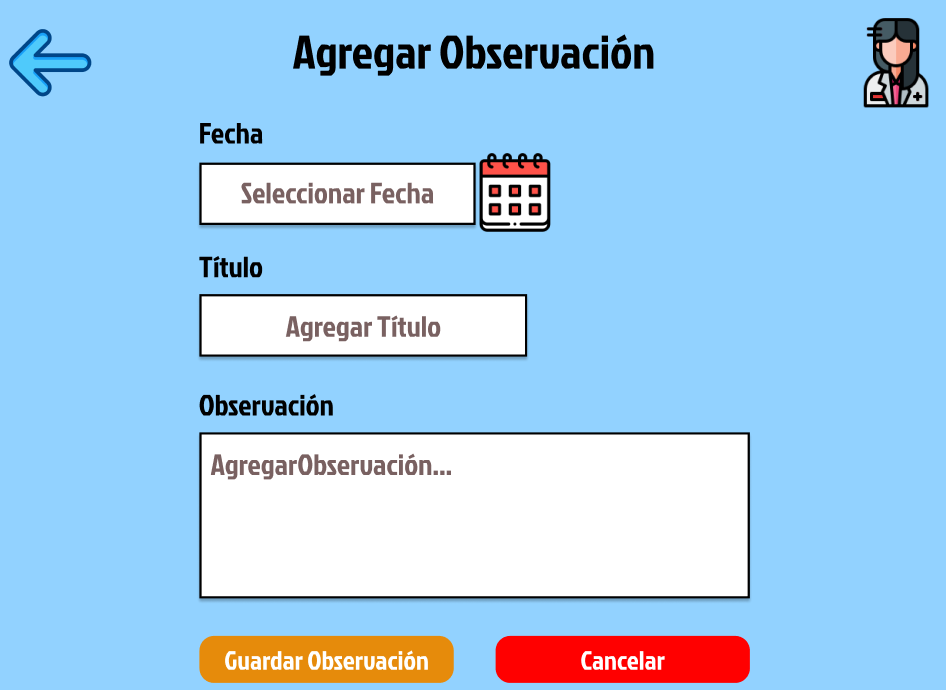 Agregar Observación
Fecha
Seleccionar Fecha
Título
Agregar Título
Observación
AgregarObservación...
Guardar Observación
Cancelar